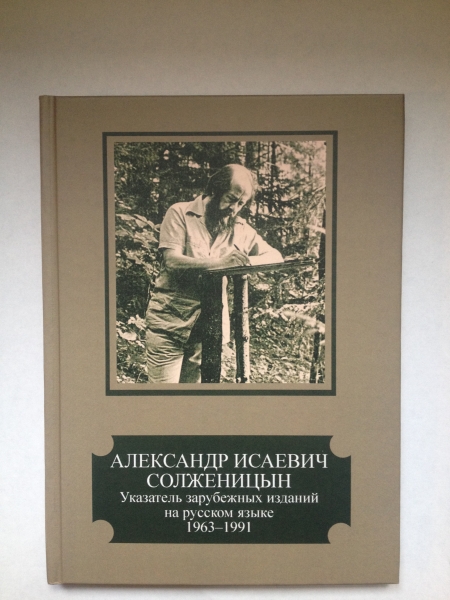 АЛЕКСАНДР ИСАЕВИЧ
СОЛЖЕНИЦЫН
Указатель зарубежных изданий
на русском языке
1963–1991